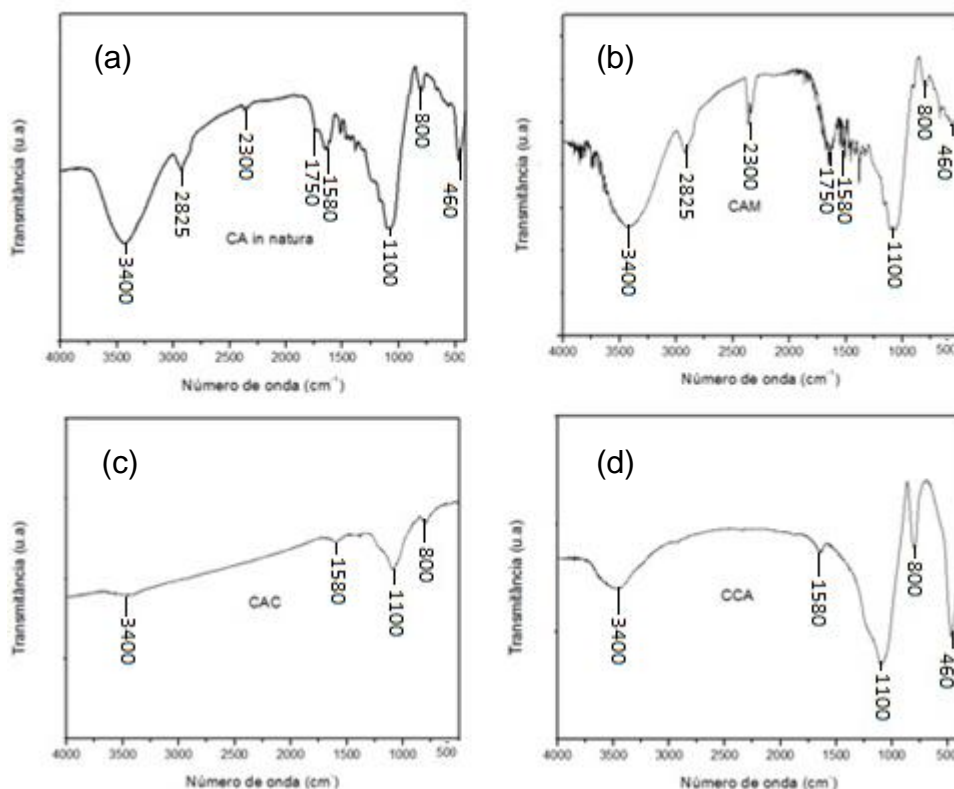 (a)
Transmitância (u.a)
3400
2825
2300
1750
1580
1100
800
460
CA in natura
4000 3500 3000 2500 2000 1500 1000 500
Número de onda (cm⁻¹)
(b)
Transmitância (u.a)
3400
2825
2300
1750
1580
1100
800
460
CAM
4000 3500 3000 2500 2000 1500 1000 500
Número de onda (cm⁻¹)
(c)
Transmitância (u.a)
3400
1580
1100
800
CAC
4000 3500 3000 2500 2000 1500 1000 500
Número de onda (cm⁻¹)
(d)
Transmitância (u.a)
3400
1580
1100
800
460
CCA
4000 3500 3000 2500 2000 1500 1000 500
Número de onda (cm⁻¹)